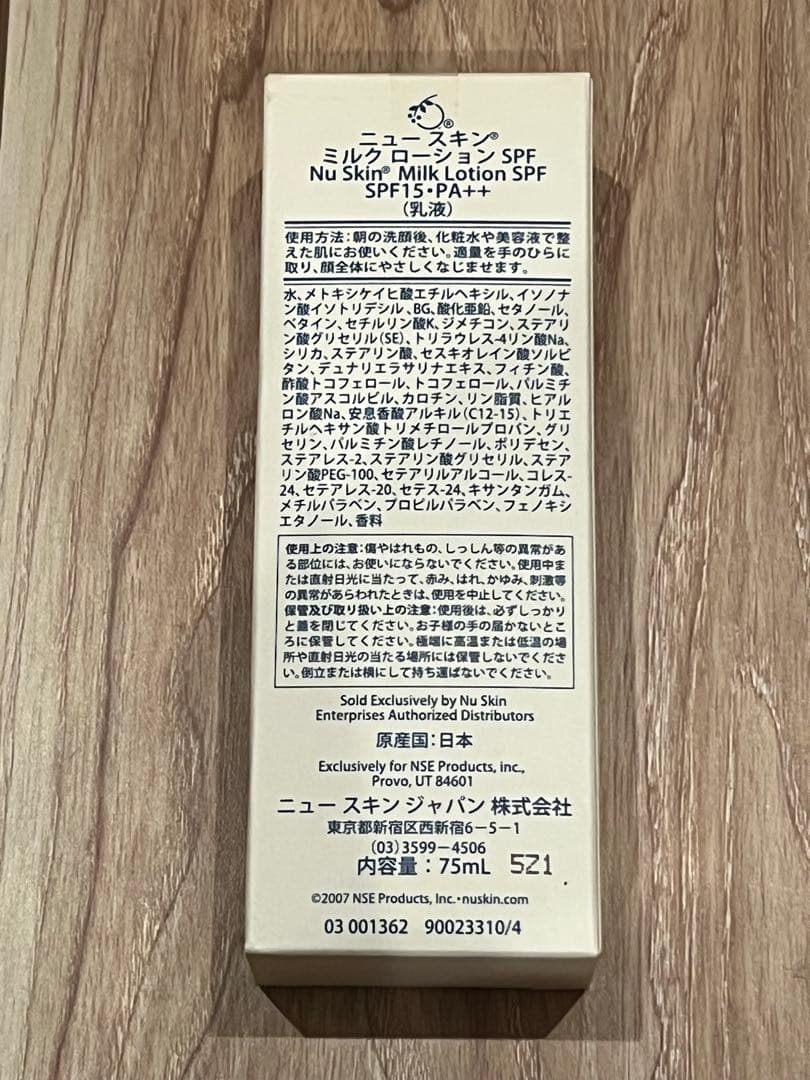 ®
ニュー スキン®
ミルク ローション SPF
Nu Skin® Milk Lotion SPF
SPF15・PA++
(乳液)
使用方法：朝の洗顔後、化粧水や美容液で整
えた肌にお使いください。適量を手のひらに
取り、顔全体にやさしくなじませます。
水、メトキシケイヒ酸エチルヘキシル、イソノナ
ン酸イソトリデシル、BG、酸化亜鉛、セタノール、
ベタイン、セチルリン酸K、ジメチコン、ステアリ
ン酸グリセリル(SE)、トリラウレス-4リン酸Na、
シリカ、ステアリン酸、セスキオレイン酸ソルビ
タン、デュナリエラサリナエキス、フィチン酸、
酢酸トコフェロール、トコフェロール、パルミチ
ン酸アスコルビル、カロチン、リン脂質、ヒアル
ロン酸Na、安息香酸アルキル(C12-15)、トリエ
チルヘキサン酸トリメチロールプロパン、グリ
セリン、パルミチン酸レチノール、ポリデセン、
ステアレス-2、ステアリン酸グリセリル、ステア
リン酸PEG-100、セテアリルアルコール、コレス-
24、セテアレス-20、セテス-24、キサンタンガム、
メチルパラベン、プロピルパラベン、フェノキシ
エタノール、香料
使用上の注意：傷やはれもの、しっしん等の異常があ
る部位には、お使いにならないでください。使用中ま
たは直射日光に当たって、赤み、はれ、かゆみ、刺激等
の異常があらわれたときは、使用を中止してください。
保管及び取り扱い上の注意：使用後は、必ずしっかり
と蓋を閉じてください。お子様の手の届かないとこ
ろに保管してください。極端に高温または低温の場
所や直射日光の当たる場所には保管しないでくださ
い。倒立または横にして持ち運ばないでください。
Sold Exclusively by Nu Skin
Enterprises Authorized Distributors
原産国：日本
Exclusively for NSE Products, inc.,
Provo, UT 84601
ニュー スキン ジャパン 株式会社
東京都新宿区西新宿6－5－1
(03)3599－4506
内容量：75mL 5Z1
©2007 NSE Products, Inc.・nuskin.com
03 001362 90023310/4